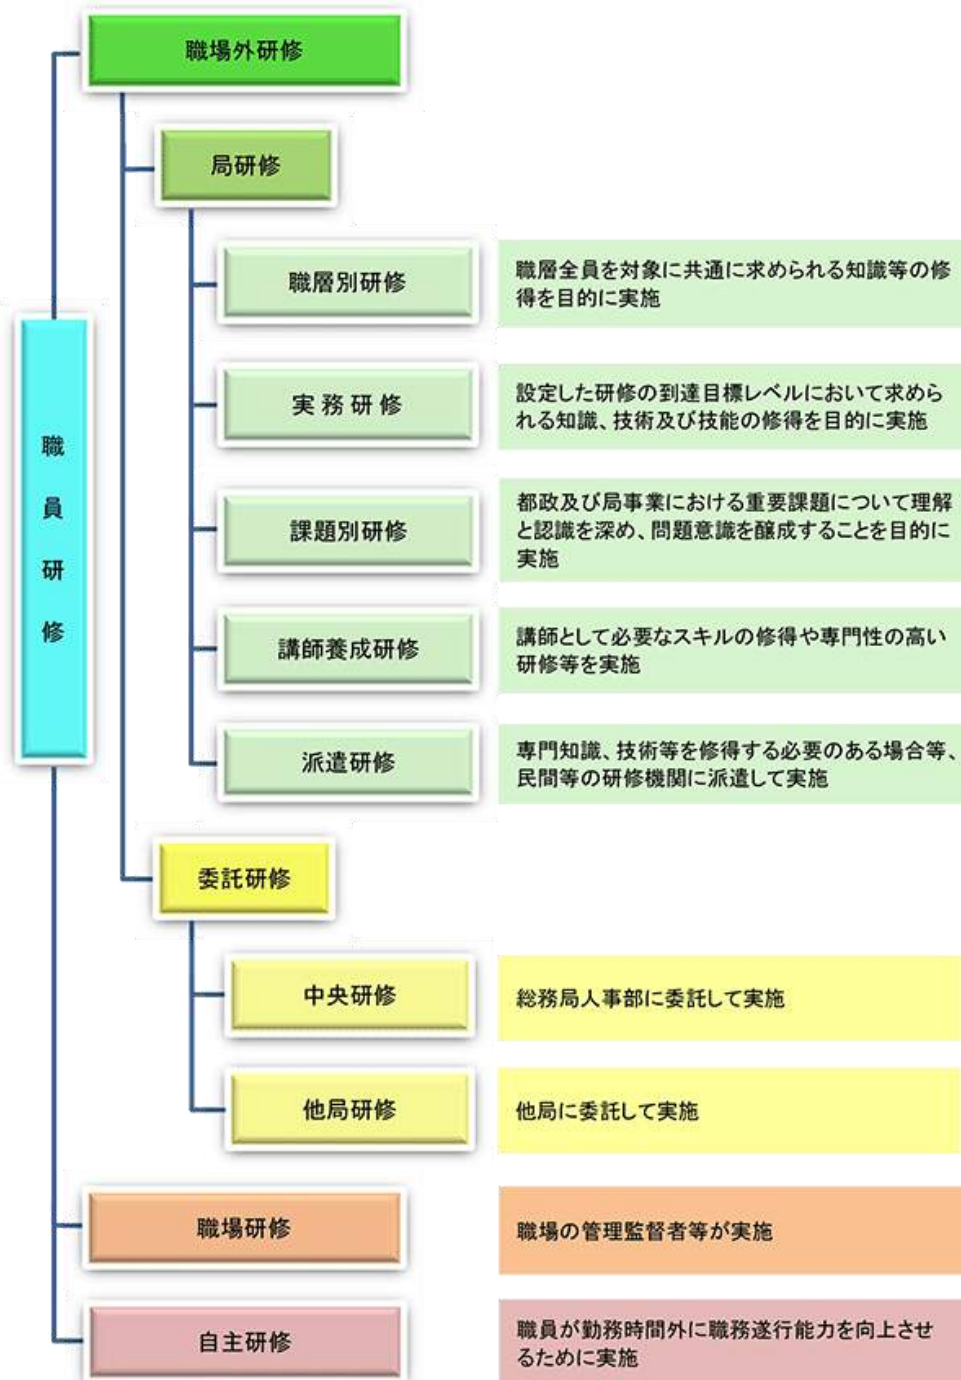 職場外研修
局研修
職層別研修
職層全員を対象に共通に求められる知識等の修
得を目的に実施
実務研修
設定した研修の到達目標レベルにおいて求めら
れる知識、技術及び技能の修得を目的に実施
職員研修
課題別研修
都政及び局事業における重要課題について理解
と認識を深め、問題意識を醸成することを目的に
実施
講師養成研修
講師として必要なスキルの修得や専門性の高い
研修等を実施
派遣研修
専門知識、技術等を修得する必要のある場合等、
民間等の研修機関に派遣して実施
委託研修
中央研修
総務局人事部に委託して実施
他局研修
他局に委託して実施
職場研修
職場の管理監督者等が実施
自主研修
職員が勤務時間外に職務遂行能力を向上させ
るために実施